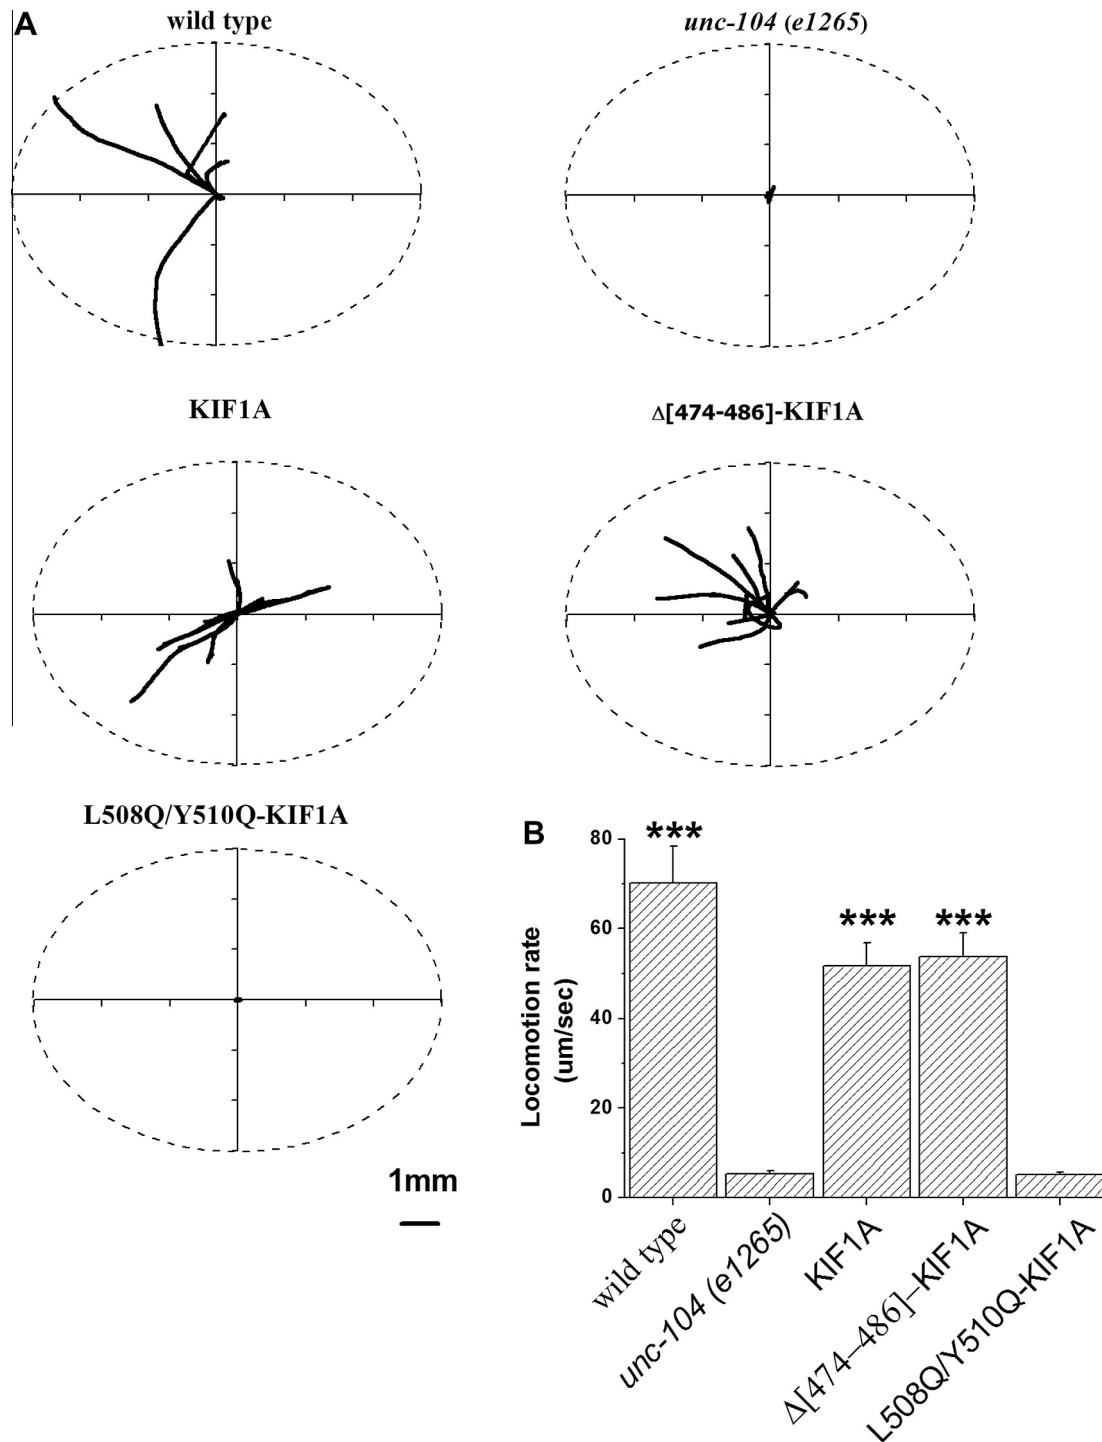 A
wild type
unc-104 (e1265)
KIF1A
Δ[474-486]-KIF1A
L508Q/Y510Q-KIF1A
1mm
B
Locomotion rate
(um/sec)
80
60
40
20
0
***
***
***
wild type
unc-104 (e1265)
KIF1A
Δ[474–486]–KIF1A
L508Q/Y510Q-KIF1A